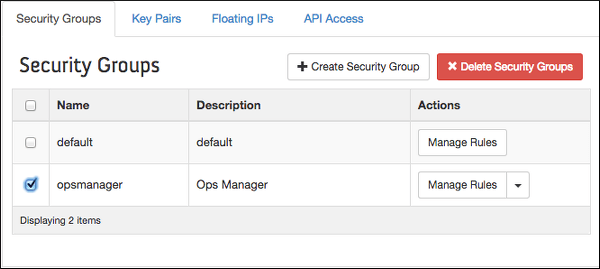 Security Groups Key Pairs Floating IPs API Access
Security Groups + Create Security Group ✖ Delete Security Groups
Name Description Actions
default default Manage Rules
opsmanager Ops Manager Manage Rules
Displaying 2 items